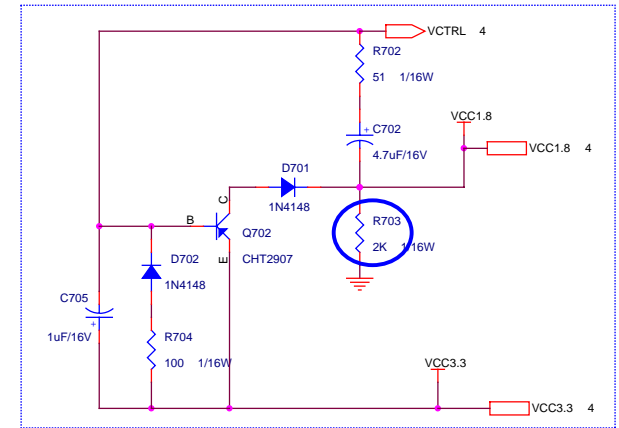 VCTRL 4
R702
51 1/16W
VCC1.8
+ C702
4.7uF/16V
VCC1.8 4
D701
C
1N4148
R703
B
Q702
2K 1/16W
D702
E
CHT2907
1N4148
C705
+
1uF/16V
R704
100 1/16W
VCC3.3
VCC3.3 4